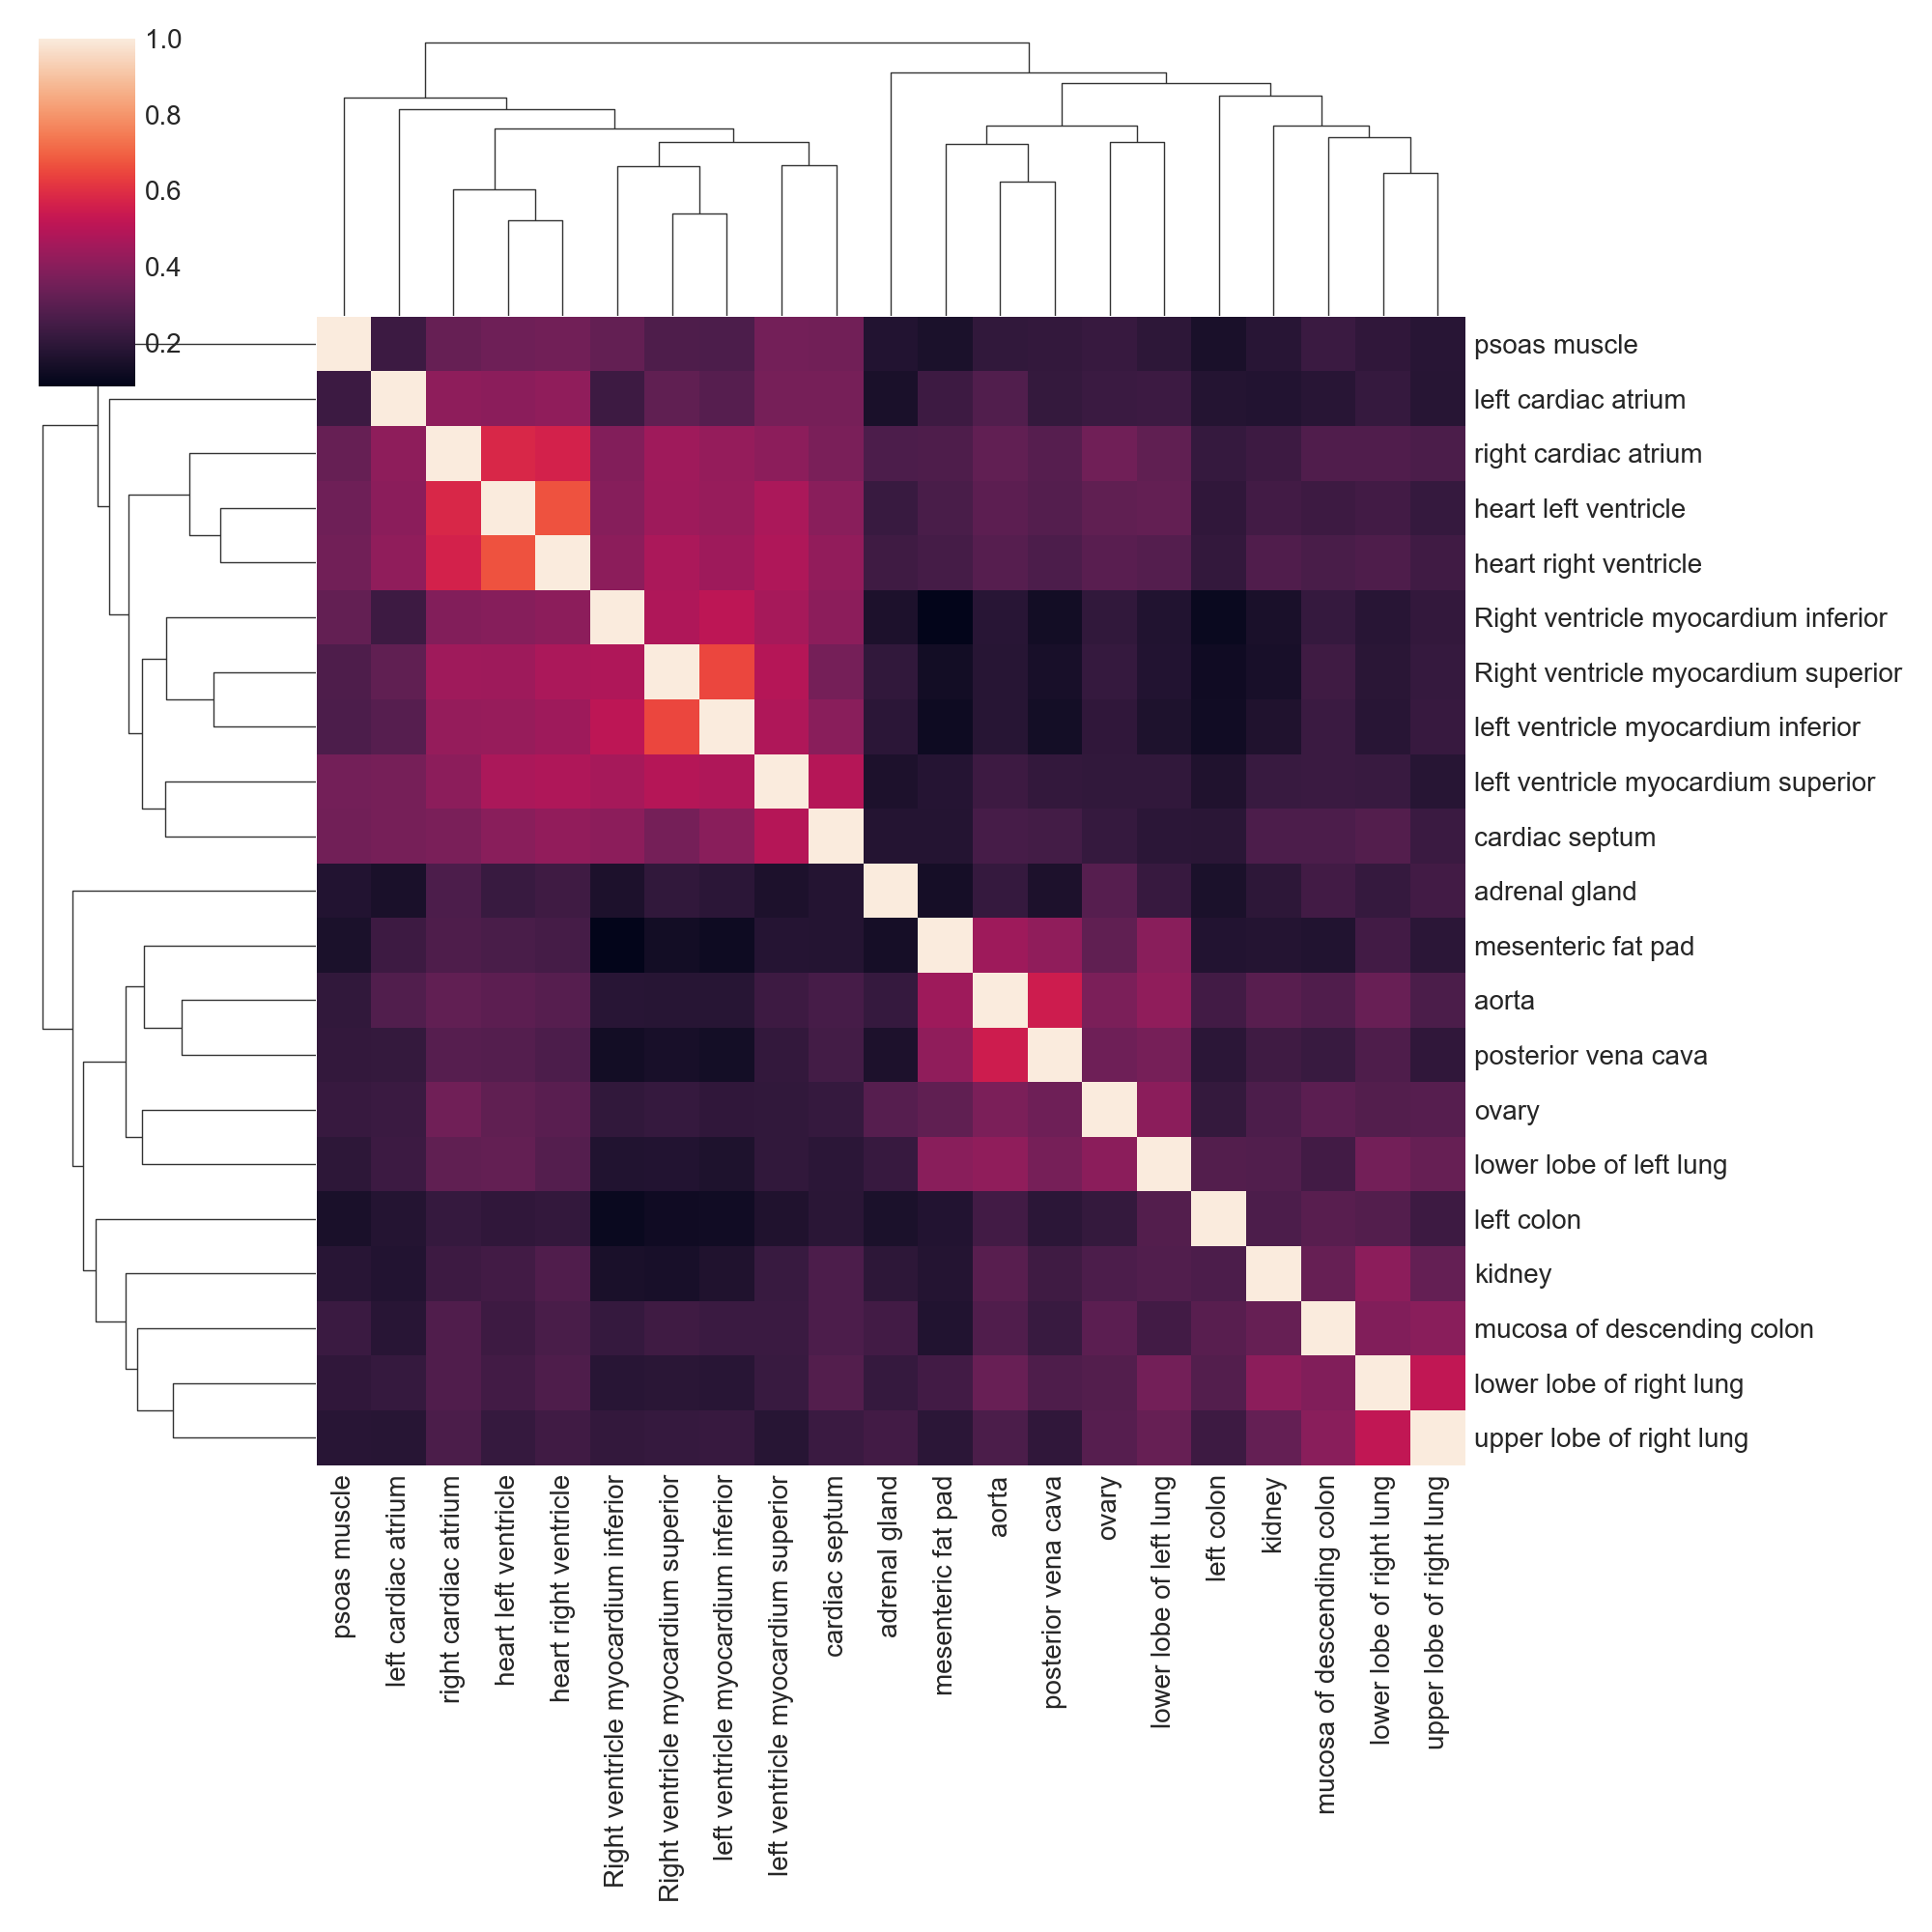 1.0
0.8
0.6
0.4
0.2
psoas muscle
left cardiac atrium
right cardiac atrium
heart left ventricle
heart right ventricle
Right ventricle myocardium inferior
Right ventricle myocardium superior
left ventricle myocardium inferior
left ventricle myocardium superior
cardiac septum
adrenal gland
mesenteric fat pad
aorta
posterior vena cava
ovary
lower lobe of left lung
left colon
kidney
mucosa of descending colon
lower lobe of right lung
upper lobe of right lung
psoas muscle
left cardiac atrium
right cardiac atrium
heart left ventricle
heart right ventricle
Right ventricle myocardium inferior
Right ventricle myocardium superior
left ventricle myocardium inferior
left ventricle myocardium superior
cardiac septum
adrenal gland
mesenteric fat pad
aorta
posterior vena cava
ovary
lower lobe of left lung
left colon
kidney
mucosa of descending colon
lower lobe of right lung
upper lobe of right lung